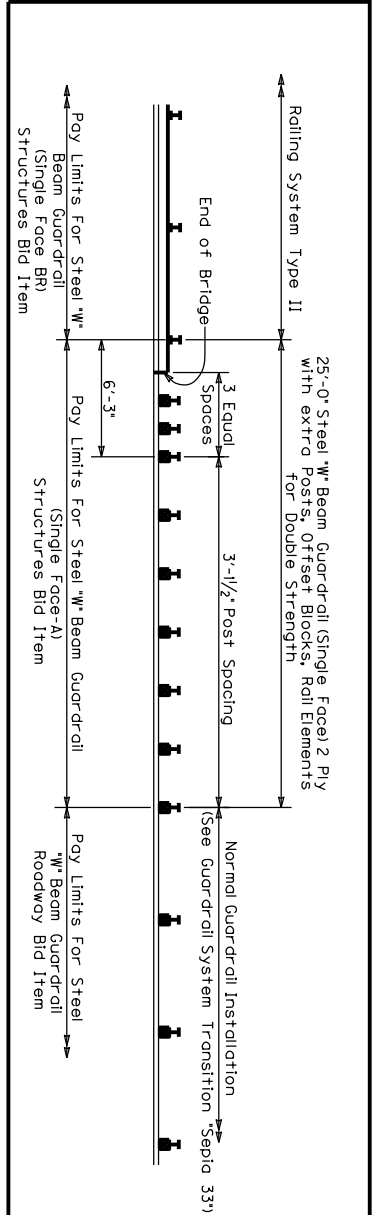 Railing System Type II
25'-0" Steel "W" Beam Guardrail (Single Face) 2 Ply
with extra Posts, Offset Blocks, Rail Elements
for Double Strength
End of Bridge
3 Equal
Spaces
3'-1½" Post Spacing
Normal Guardrail Installation
(See Guardrail System Transition "Sepia 33")
6'-3"
Pay Limits For Steel "W"
Beam Guardrail
(Single Face BR)
Structures Bid Item
Pay Limits For Steel "W" Beam Guardrail
(Single Face-A)
Structures Bid Item
Pay Limits For Steel
"W" Beam Guardrail
Roadway Bid Item